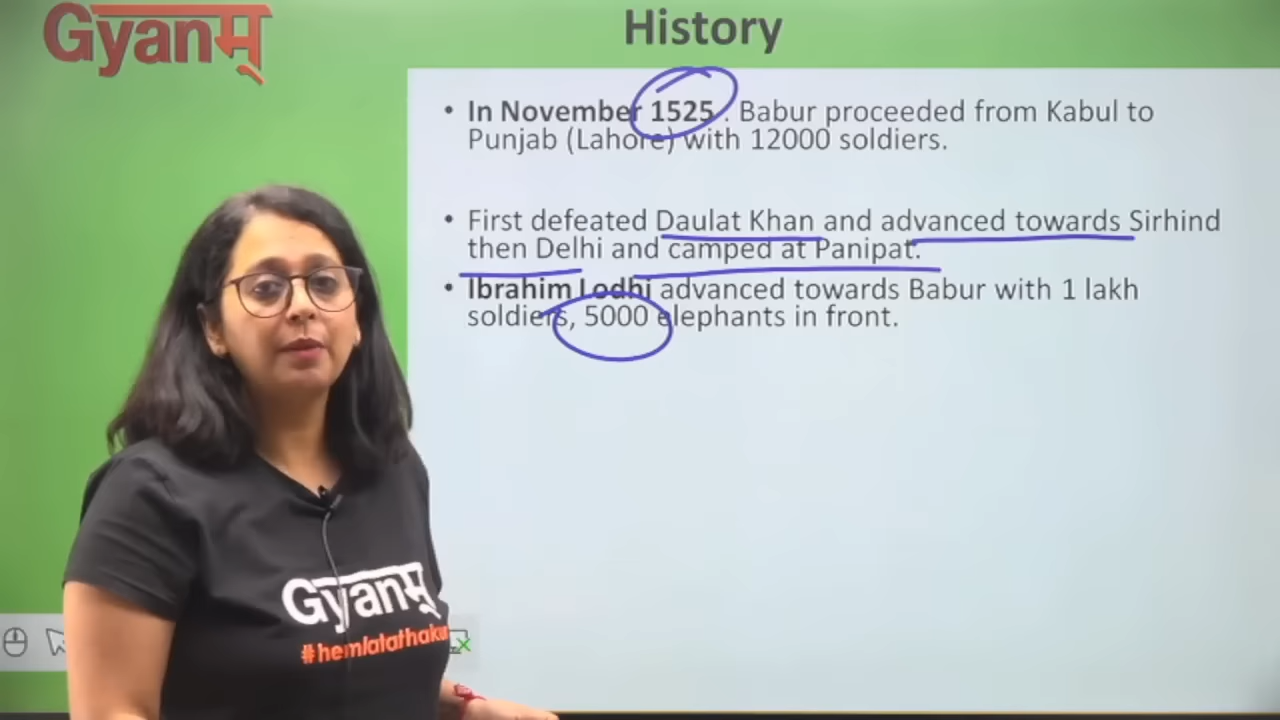 Gyanम्
History
• In November 1525 . Babur proceeded from Kabul to
Punjab (Lahore) with 12000 soldiers.
• First defeated Daulat Khan and advanced towards Sirhind
then Delhi and camped at Panipat.
• Ibrahim Lodhi advanced towards Babur with 1 lakh
soldiers, 5000 elephants in front.
Gyanम्
#hemlatathaku